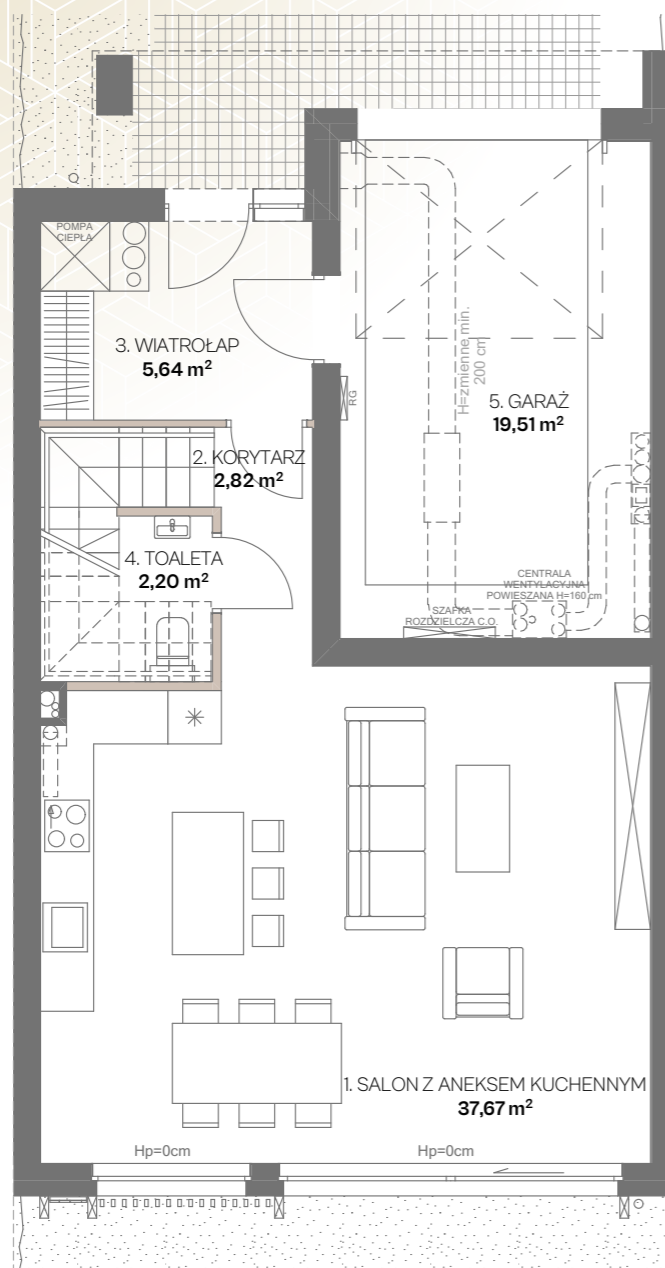 POMPA
CIEPŁA
3. WIATROŁAP
5,64 m²
H=zmienne min.
200 cm
RG
5. GARAŻ
19,51 m²
2. KORYTARZ
2,82 m²
4. TOALETA
2,20 m²
CENTRALA
WENTYLACYJNA
POWIESZANA H=160 cm
SZAFKA
ROZDZIELCZA C.O.
1. SALON Z ANEKSEM KUCHENNYM
37,67 m²
Hp=0cm
Hp=0cm